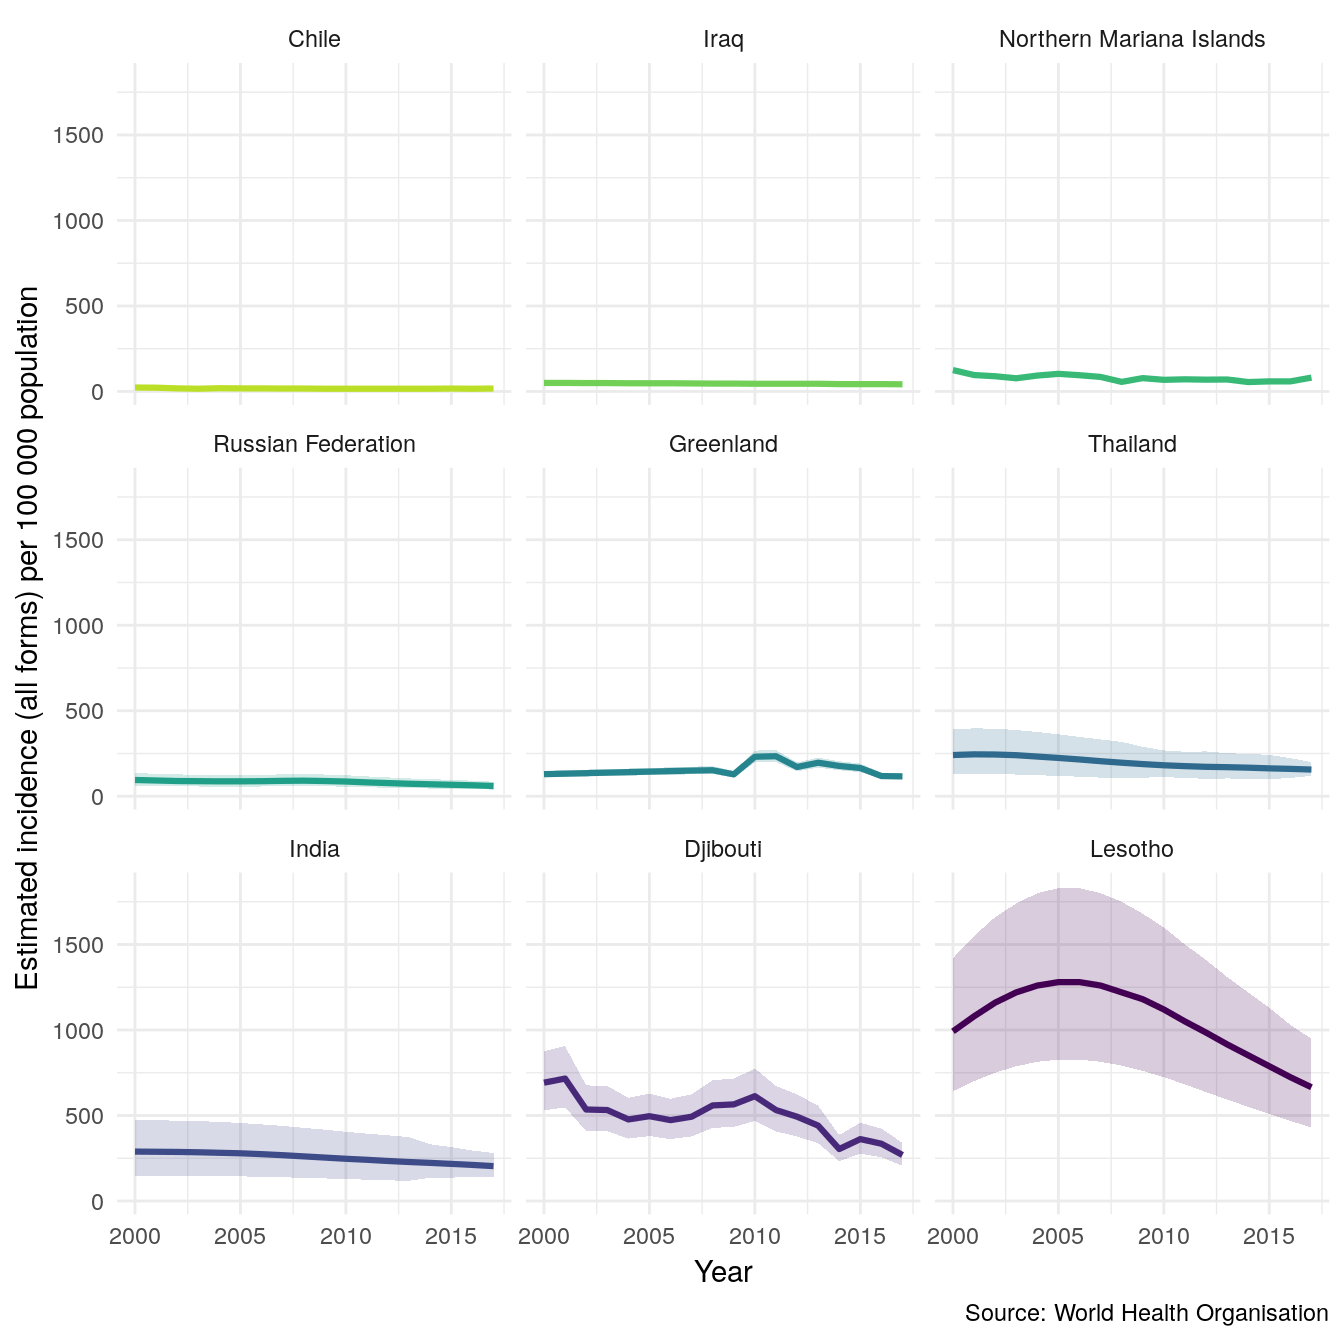 Chile
Iraq
Northern Mariana Islands
1500
1000
500
0
Russian Federation
Greenland
Thailand
1500
1000
500
0
India
Djibouti
Lesotho
1500
1000
500
0
2000 2005 2010 2015
2000 2005 2010 2015
2000 2005 2010 2015
Estimated incidence (all forms) per 100 000 population
Year
Source: World Health Organisation